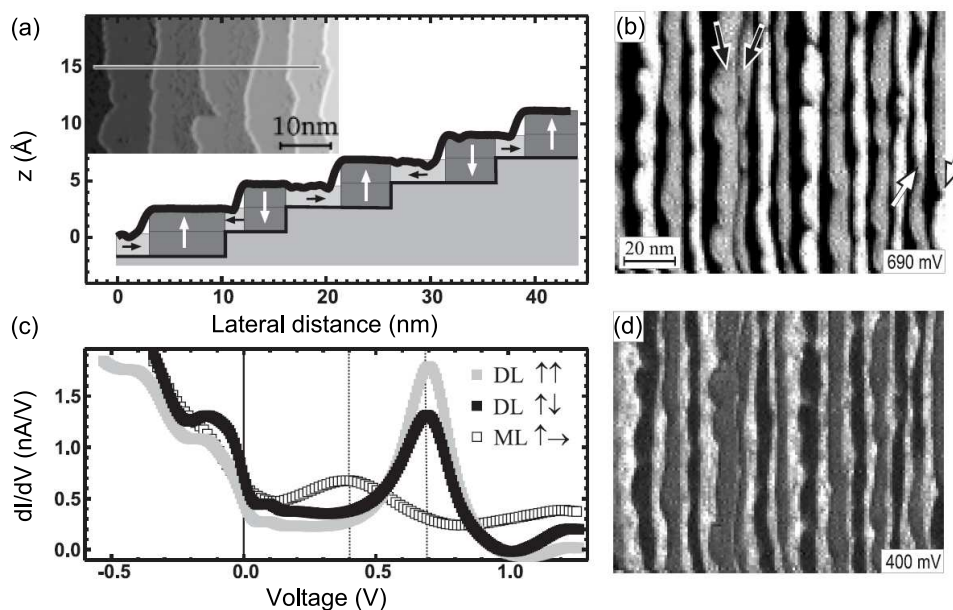 (a)
15
10
5
0
z (Å)
10nm
0 10 20 30 40
Lateral distance (nm)
(b)
20 nm
690 mV
(c)
1.5
1.0
0.5
0.0
dI/dV (nA/V)
DL ↑↑
DL ↑↓
ML ↑→
-0.5 0.0 0.5 1.0
Voltage (V)
(d)
400 mV